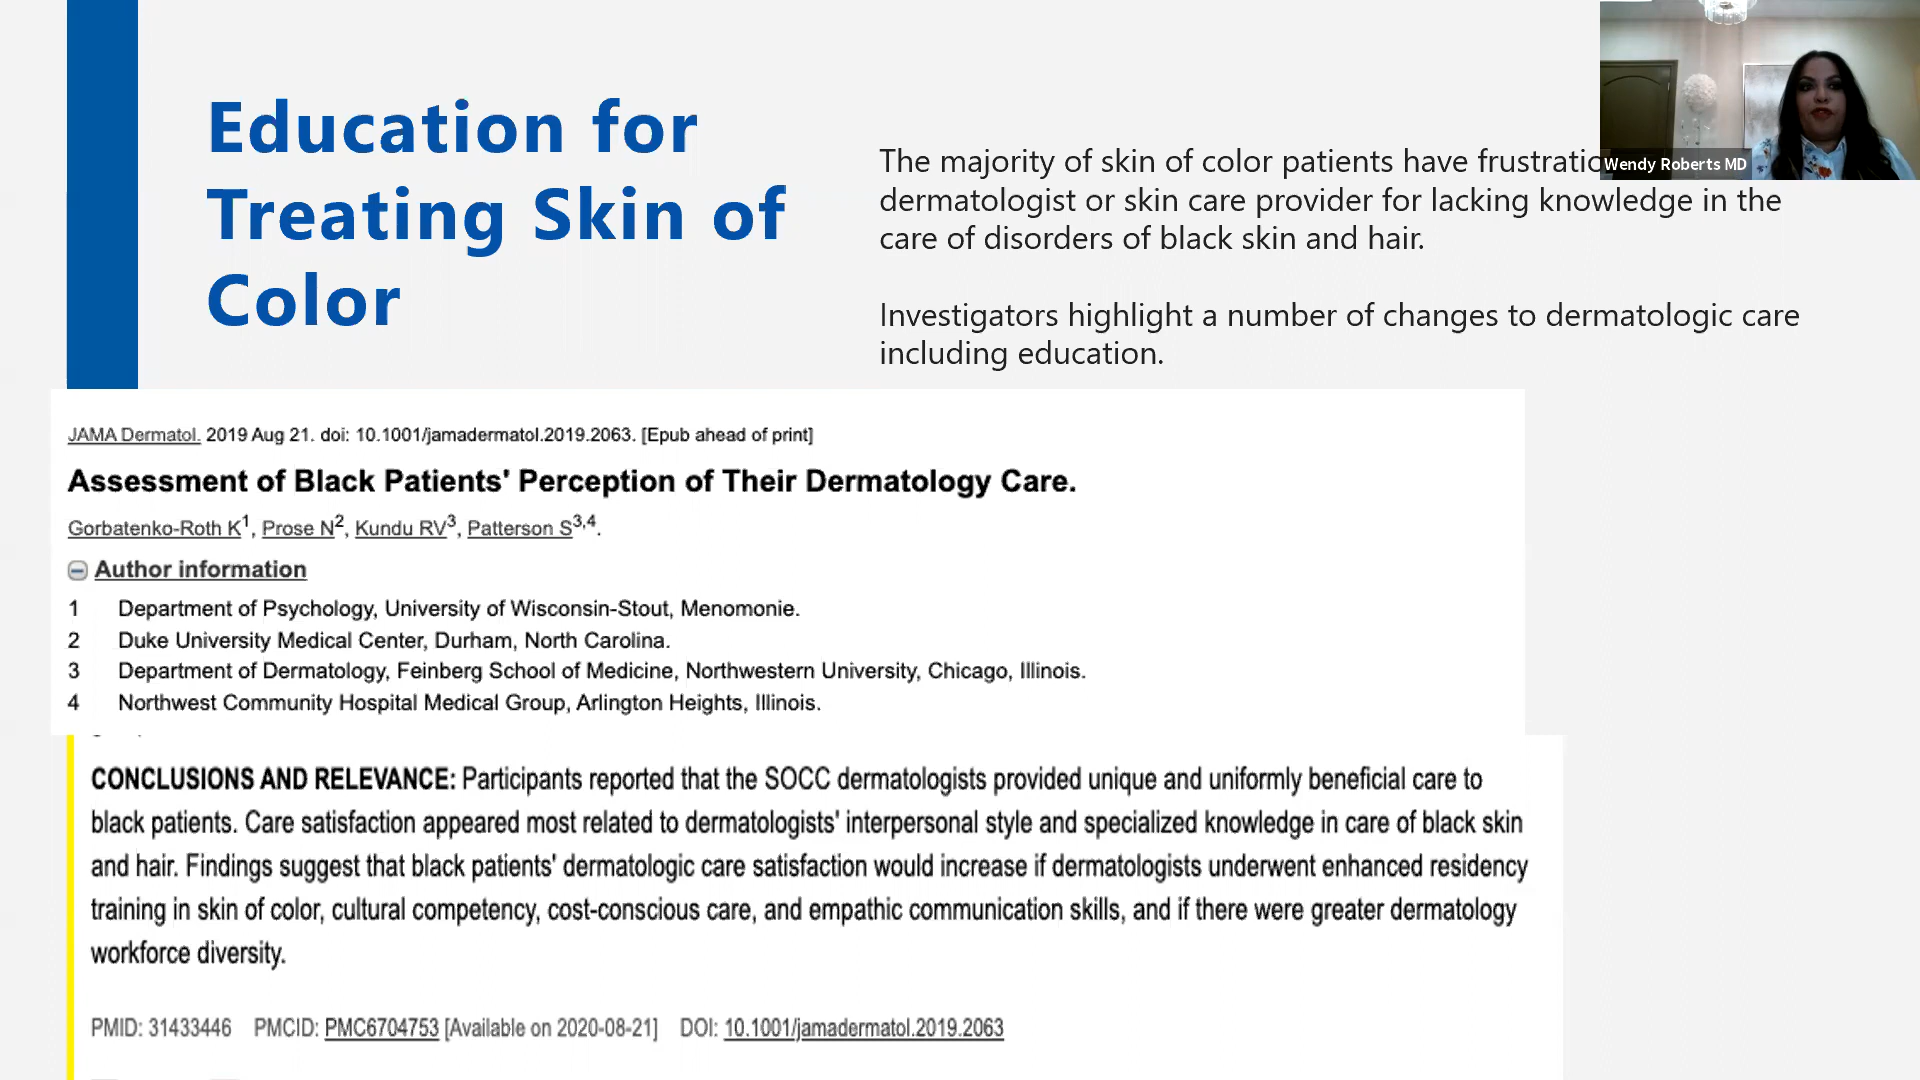 Education for
Treating Skin of
Color
The majority of skin of color patients have
dermatologist or skin care provider for lacking knowledge in the
care of disorders of black skin and hair.
Investigators highlight a number of changes to dermatologic care
including education.
Wendy Roberts MD
JAMA Dermatol. 2019 Aug 21. doi: 10.1001/jamadermatol.2019.2063. [Epub ahead of print]
Assessment of Black Patients' Perception of Their Dermatology Care.
Gorbatenko-Roth K1, Prose N2, Kundu RV3, Patterson S3,4.
Author information
1 Department of Psychology, University of Wisconsin-Stout, Menomonie.
2 Duke University Medical Center, Durham, North Carolina.
3 Department of Dermatology, Feinberg School of Medicine, Northwestern University, Chicago, Illinois.
4 Northwest Community Hospital Medical Group, Arlington Heights, Illinois.
CONCLUSIONS AND RELEVANCE: Participants reported that the SOCC dermatologists provided unique and uniformly beneficial care to
black patients. Care satisfaction appeared most related to dermatologists' interpersonal style and specialized knowledge in care of black skin
and hair. Findings suggest that black patients' dermatologic care satisfaction would increase if dermatologists underwent enhanced residency
training in skin of color, cultural competency, cost-conscious care, and empathic communication skills, and if there were greater dermatology
workforce diversity.
PMID: 31433446 PMCID: PMC6704753 [Available on 2020-08-21] DOI: 10.1001/jamadermatol.2019.2063